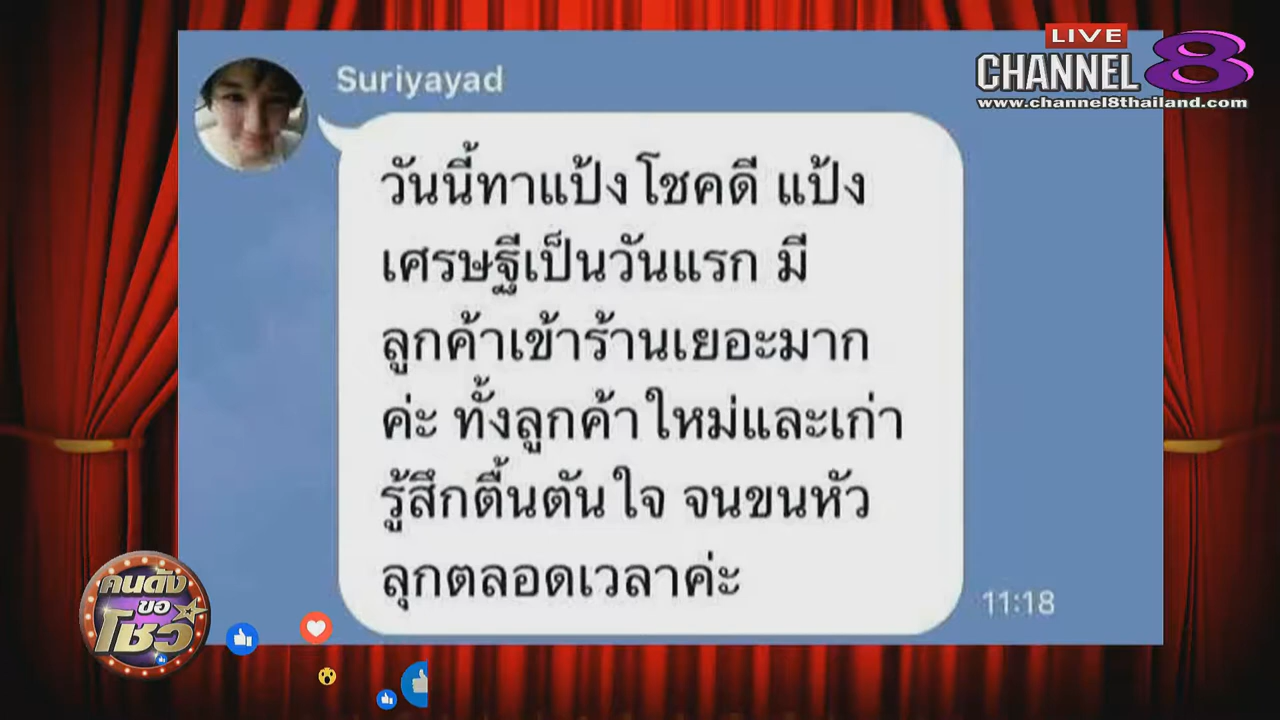 LIVE
CHANNEL 8
www.channel8thailand.com
Suriyayad
วันนี้ทาแป้งโชคดี แป้ง
เศรษฐีเป็นวันแรก มี
ลูกค้าเข้าร้านเยอะมาก
ค่ะ ทั้งลูกค้าใหม่และเก่า
รู้สึกตื้นตันใจ จนขนหัว
ลุกตลอดเวลาค่ะ
11:18
คนดัง
ขอ
โชว์